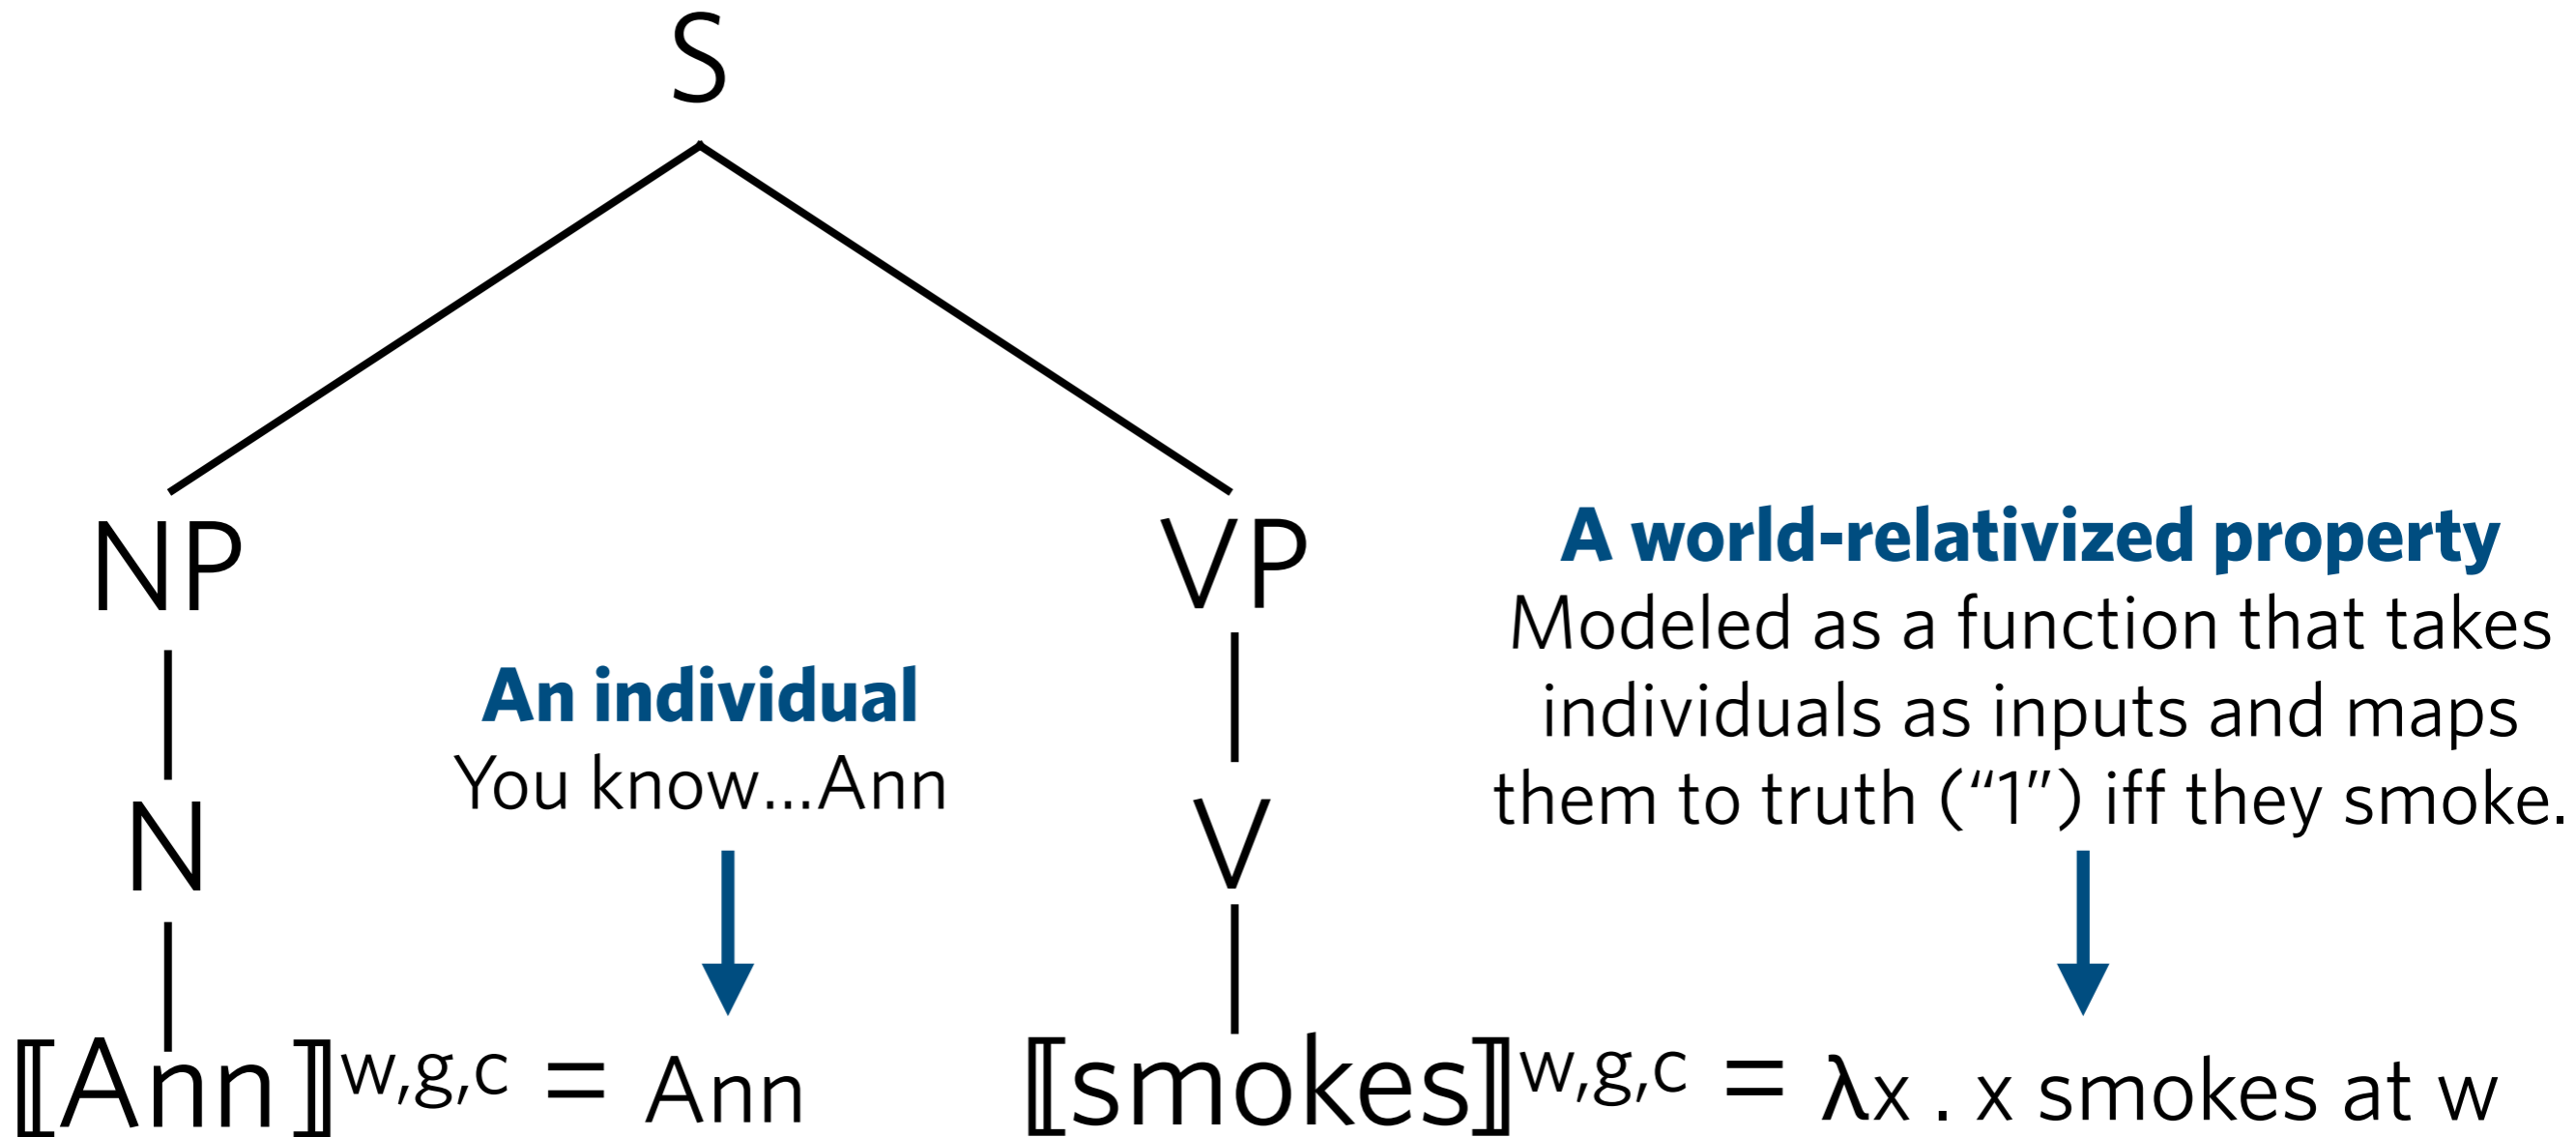 S
NP
VP
A world-relativized property
Modeled as a function that takes
individuals as inputs and maps
them to truth (“1”) iff they smoke.
An individual
You know...Ann
N
V
⟦Ann⟧w,g,c = Ann
⟦smokes⟧w,g,c = λx . x smokes at w